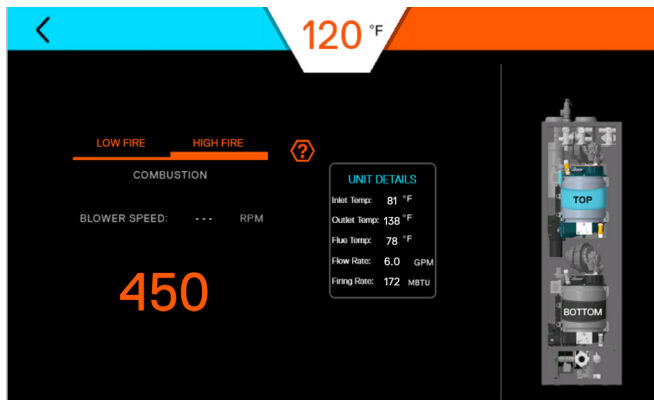 120 °F
LOW FIRE HIGH FIRE
?
COMBUSTION
BLOWER SPEED: --- RPM
450
UNIT DETAILS
Inlet Temp: 81 °F
Outlet Temp: 138 °F
Flue Temp: 78 °F
Flow Rate: 6.0 GPM
Firing Rate: 172 MBTU
TOP
BOTTOM